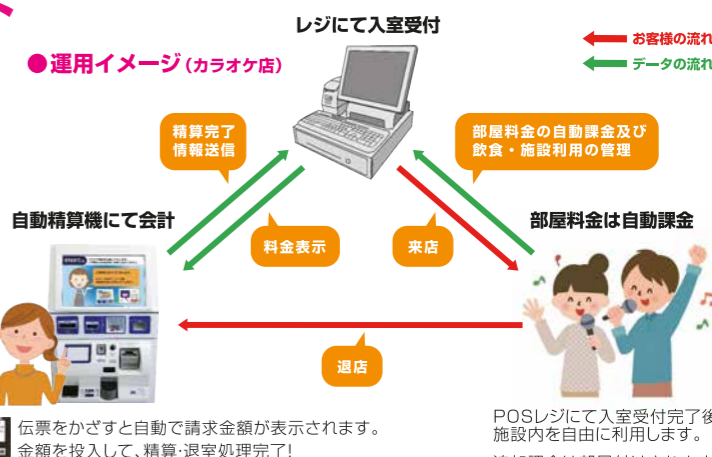 レジにて入室受付
●運用イメージ(カラオケ店)
お客様の流れ
データの流れ
精算完了
情報送信
部屋料金の自動課金及び
飲食・施設利用の管理
自動精算機にて会計
部屋料金は自動課金
料金表示
来店
退店
伝票をかざすと自動で請求金額が表示されます。
金額を投入して、精算・退室処理完了!
POSレジにて入室受付完了後
施設内を自由に利用します。